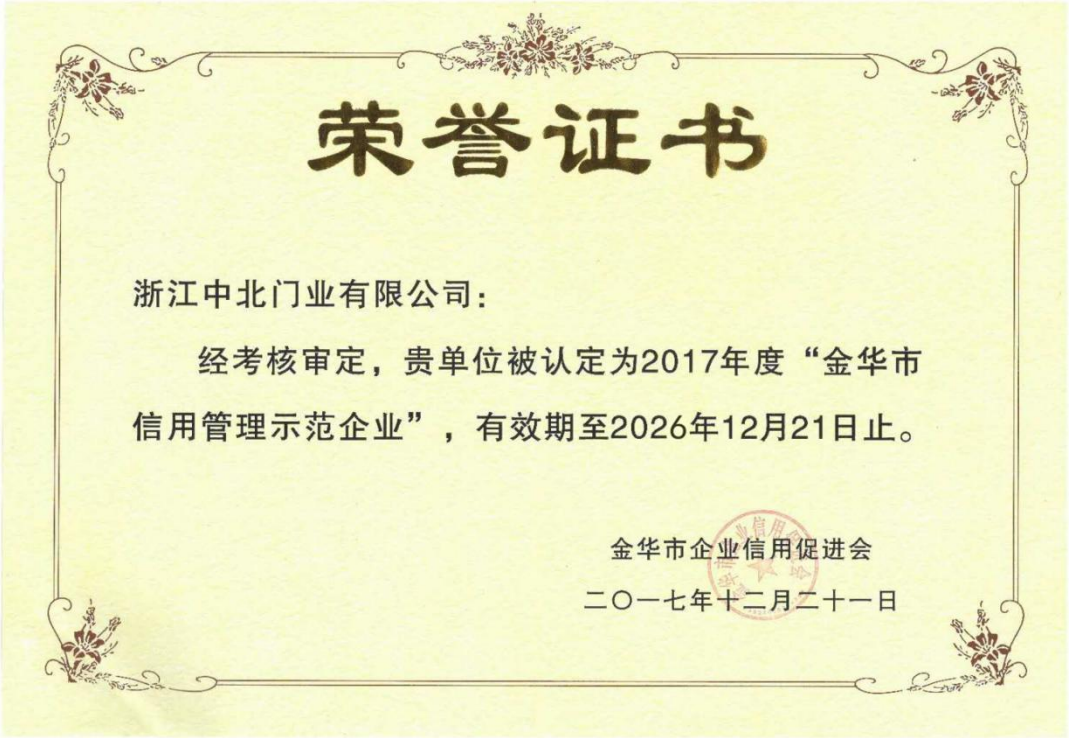 荣誉证书
浙江中北门业有限公司：
经考核审定，贵单位被认定为2017年度“金华市
信用管理示范企业”，有效期至2026年12月21日止。
金华市企业信用促进会
二〇一七年十二月二十一日